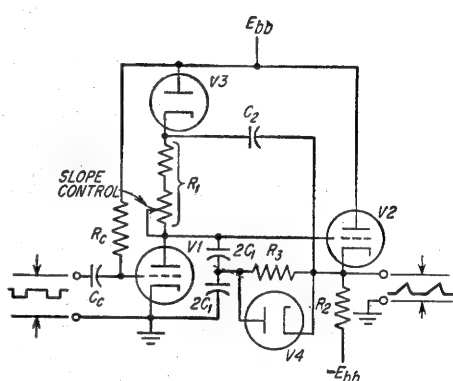 Ebb
V3
C2
SLOPE
CONTROL
R1
Rc
V1
2C1
R3
V2
Cc
2C1
R2
V4
-Ebb